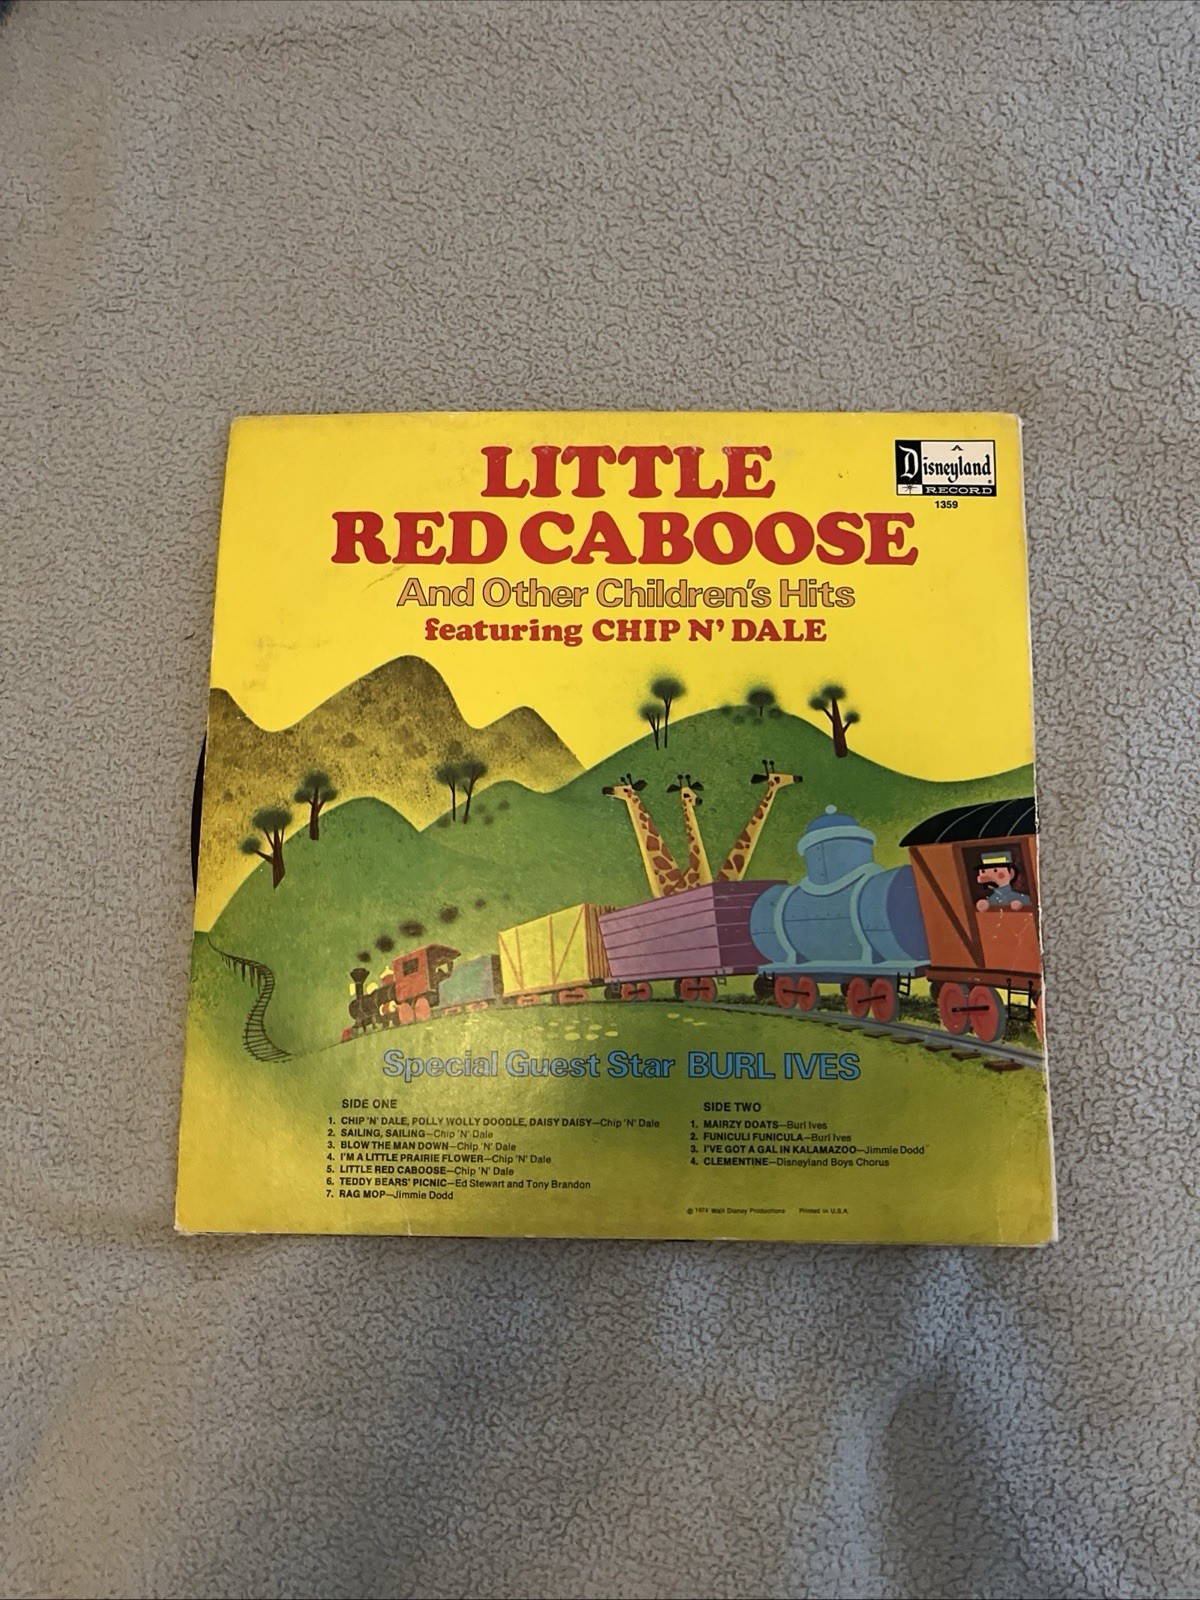 LITTLE
RED CABOOSE
And Other Children's Hits
featuring CHIP N' DALE
A
Disneyland
RECORD
1359
Special Guest Star BURL IVES
SIDE ONE
1. CHIP 'N' DALE, POLLY WOLLY DOODLE, DAISY DAISY—Chip 'N' Dale
2. SAILING, SAILING—Chip 'N' Dale
3. BLOW THE MAN DOWN—Chip 'N' Dale
4. I'M A LITTLE PRAIRIE FLOWER—Chip 'N' Dale
5. LITTLE RED CABOOSE—Chip 'N' Dale
6. TEDDY BEARS' PICNIC—Ed Stewart and Tony Brandon
7. RAG MOP—Jimmie Dodd
SIDE TWO
1. MAIRZY DOATS—Burl Ives
2. FUNICULI FUNICULA—Burl Ives
3. I'VE GOT A GAL IN KALAMAZOO—Jimmie Dodd
4. CLEMENTINE—Disneyland Boys Chorus
© 1974 Walt Disney Productions Printed in U.S.A.